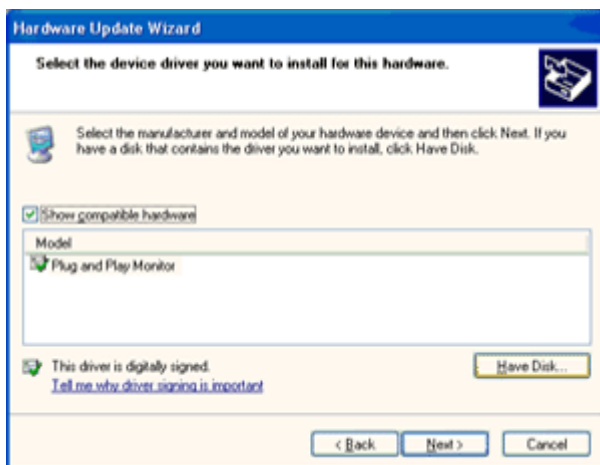 Hardware Update Wizard
Select the device driver you want to install for this hardware.
Select the manufacturer and model of your hardware device and then click Next. If you
have a disk that contains the driver you want to install, click Have Disk.
Show compatible hardware
Model
Plug and Play Monitor
This driver is digitally signed.
Have Disk...
Tell me why driver signing is important
< Back
Next >
Cancel